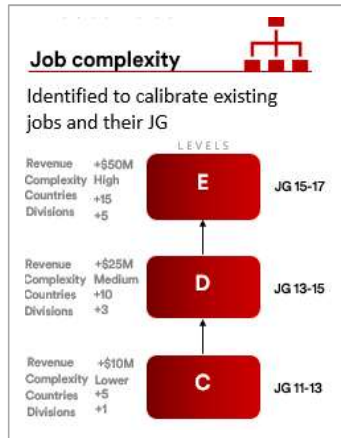 Job complexity
Identified to calibrate existing
jobs and their JG
LEVELS
Revenue +$50M
Complexity High
Countries +15
Divisions +5
E
JG 15-17
Revenue +$25M
Complexity Medium
Countries +10
Divisions +3
D
JG 13-15
Revenue +$10M
Complexity Lower
Countries +5
Divisions +1
C
JG 11-13